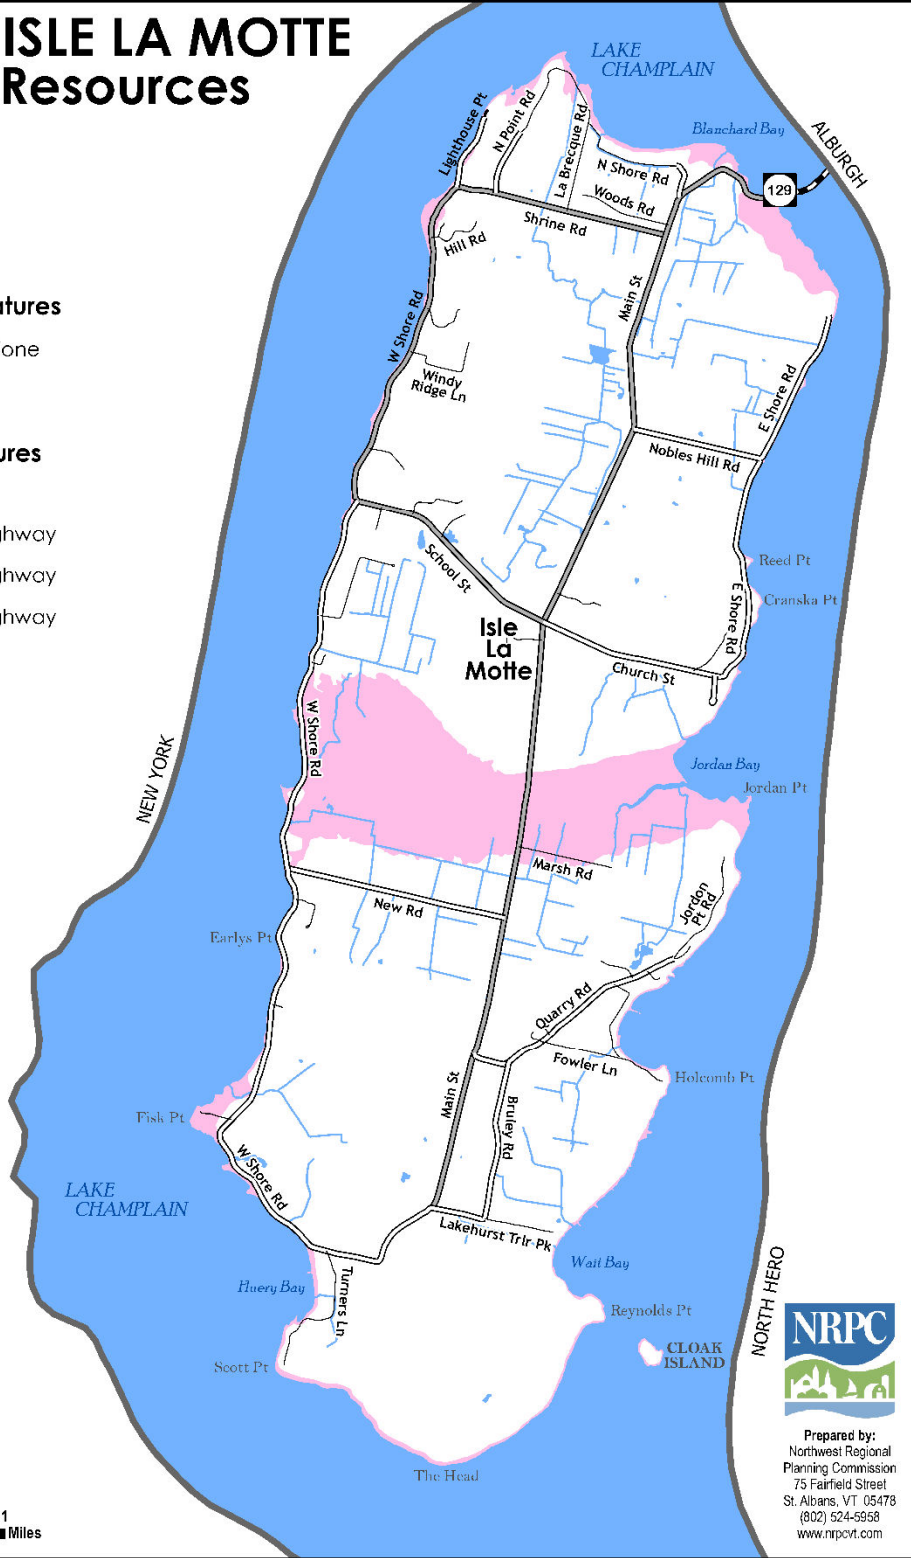 ISLE LA MOTTE
Resources
LAKE
CHAMPLAIN
Blanchard Bay
ALBURGH
129
Lighthouse Pt
N Point Rd
La Brecque Rd
N Shore Rd
Woods Rd
Shrine Rd
Hill Rd
Main St
W Shore Rd
atures
one
Windy
Ridge Ln
E Shore Rd
ures
Nobles Hill Rd
ghway
ghway
ghway
School St
Reed Pt
Cranska Pt
E Shore Rd
Isle
La
Motte
Church St
W Shore Rd
NEW YORK
Jordan Bay
Jordan Pt
Marsh Rd
New Rd
Jordon
Pt Rd
Earlys Pt
Quarry Rd
Fowler Ln
Holcomb Pt
Main St
Bruley Rd
Fisk Pt
W Shore Rd
LAKE
CHAMPLAIN
Lakehurst Trlr Pk
Wait Bay
Huery Bay
Turners Ln
NORTH HERO
Reynolds Pt
CLOAK
ISLAND
Scott Pt
The Head
NRPC
Prepared by:
Northwest Regional
Planning Commission
75 Fairfield Street
St. Albans, VT 05478
(802) 524-5958
www.nrpcvt.com
1
Miles